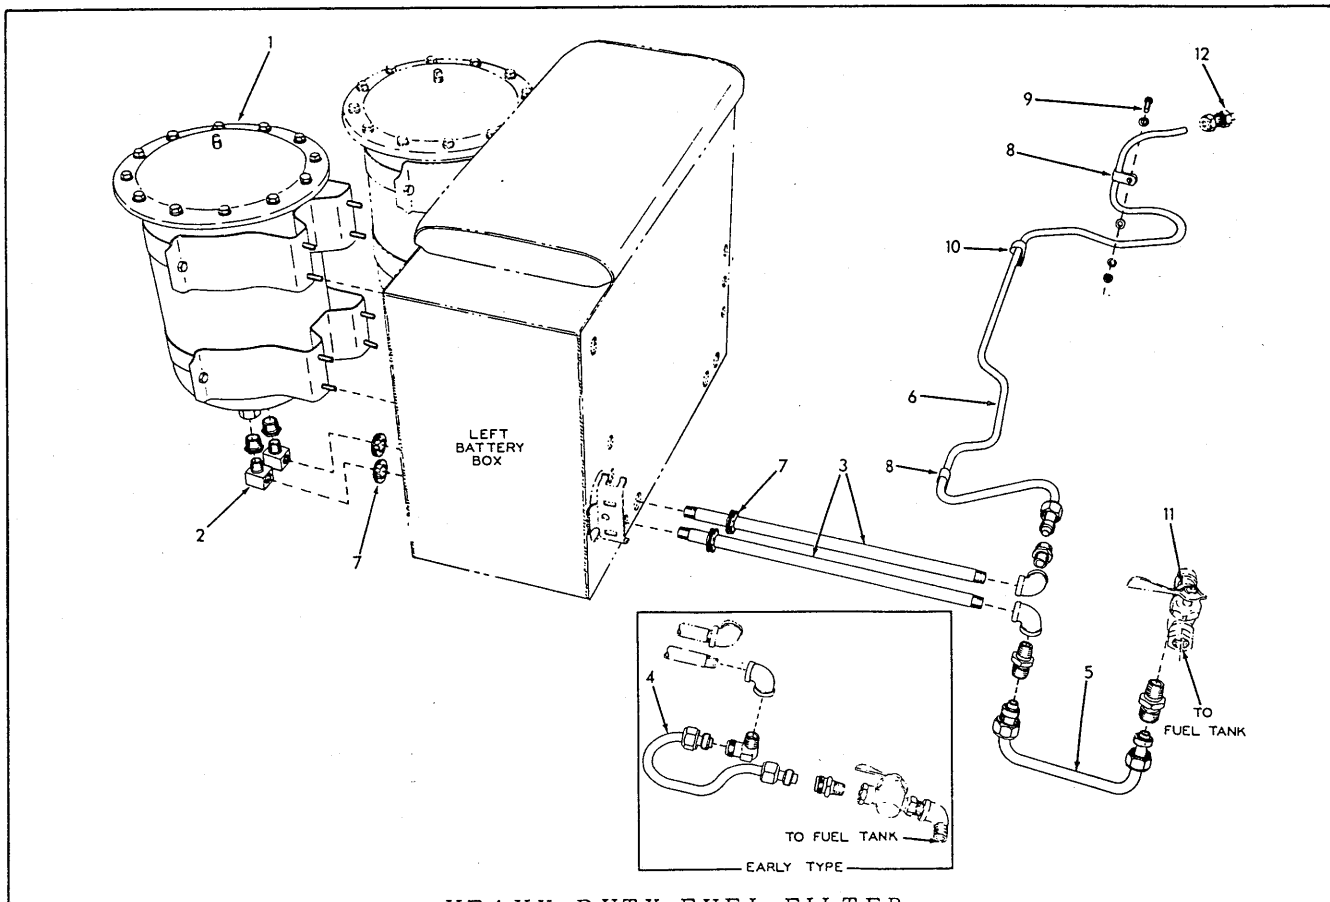 1
12
9
8
10
6
LEFT
BATTERY
BOX
8
7
3
11
2
7
4
5
TO
FUEL TANK
TO FUEL TANK
EARLY TYPE
HEAVY DUTY FUEL FILTER